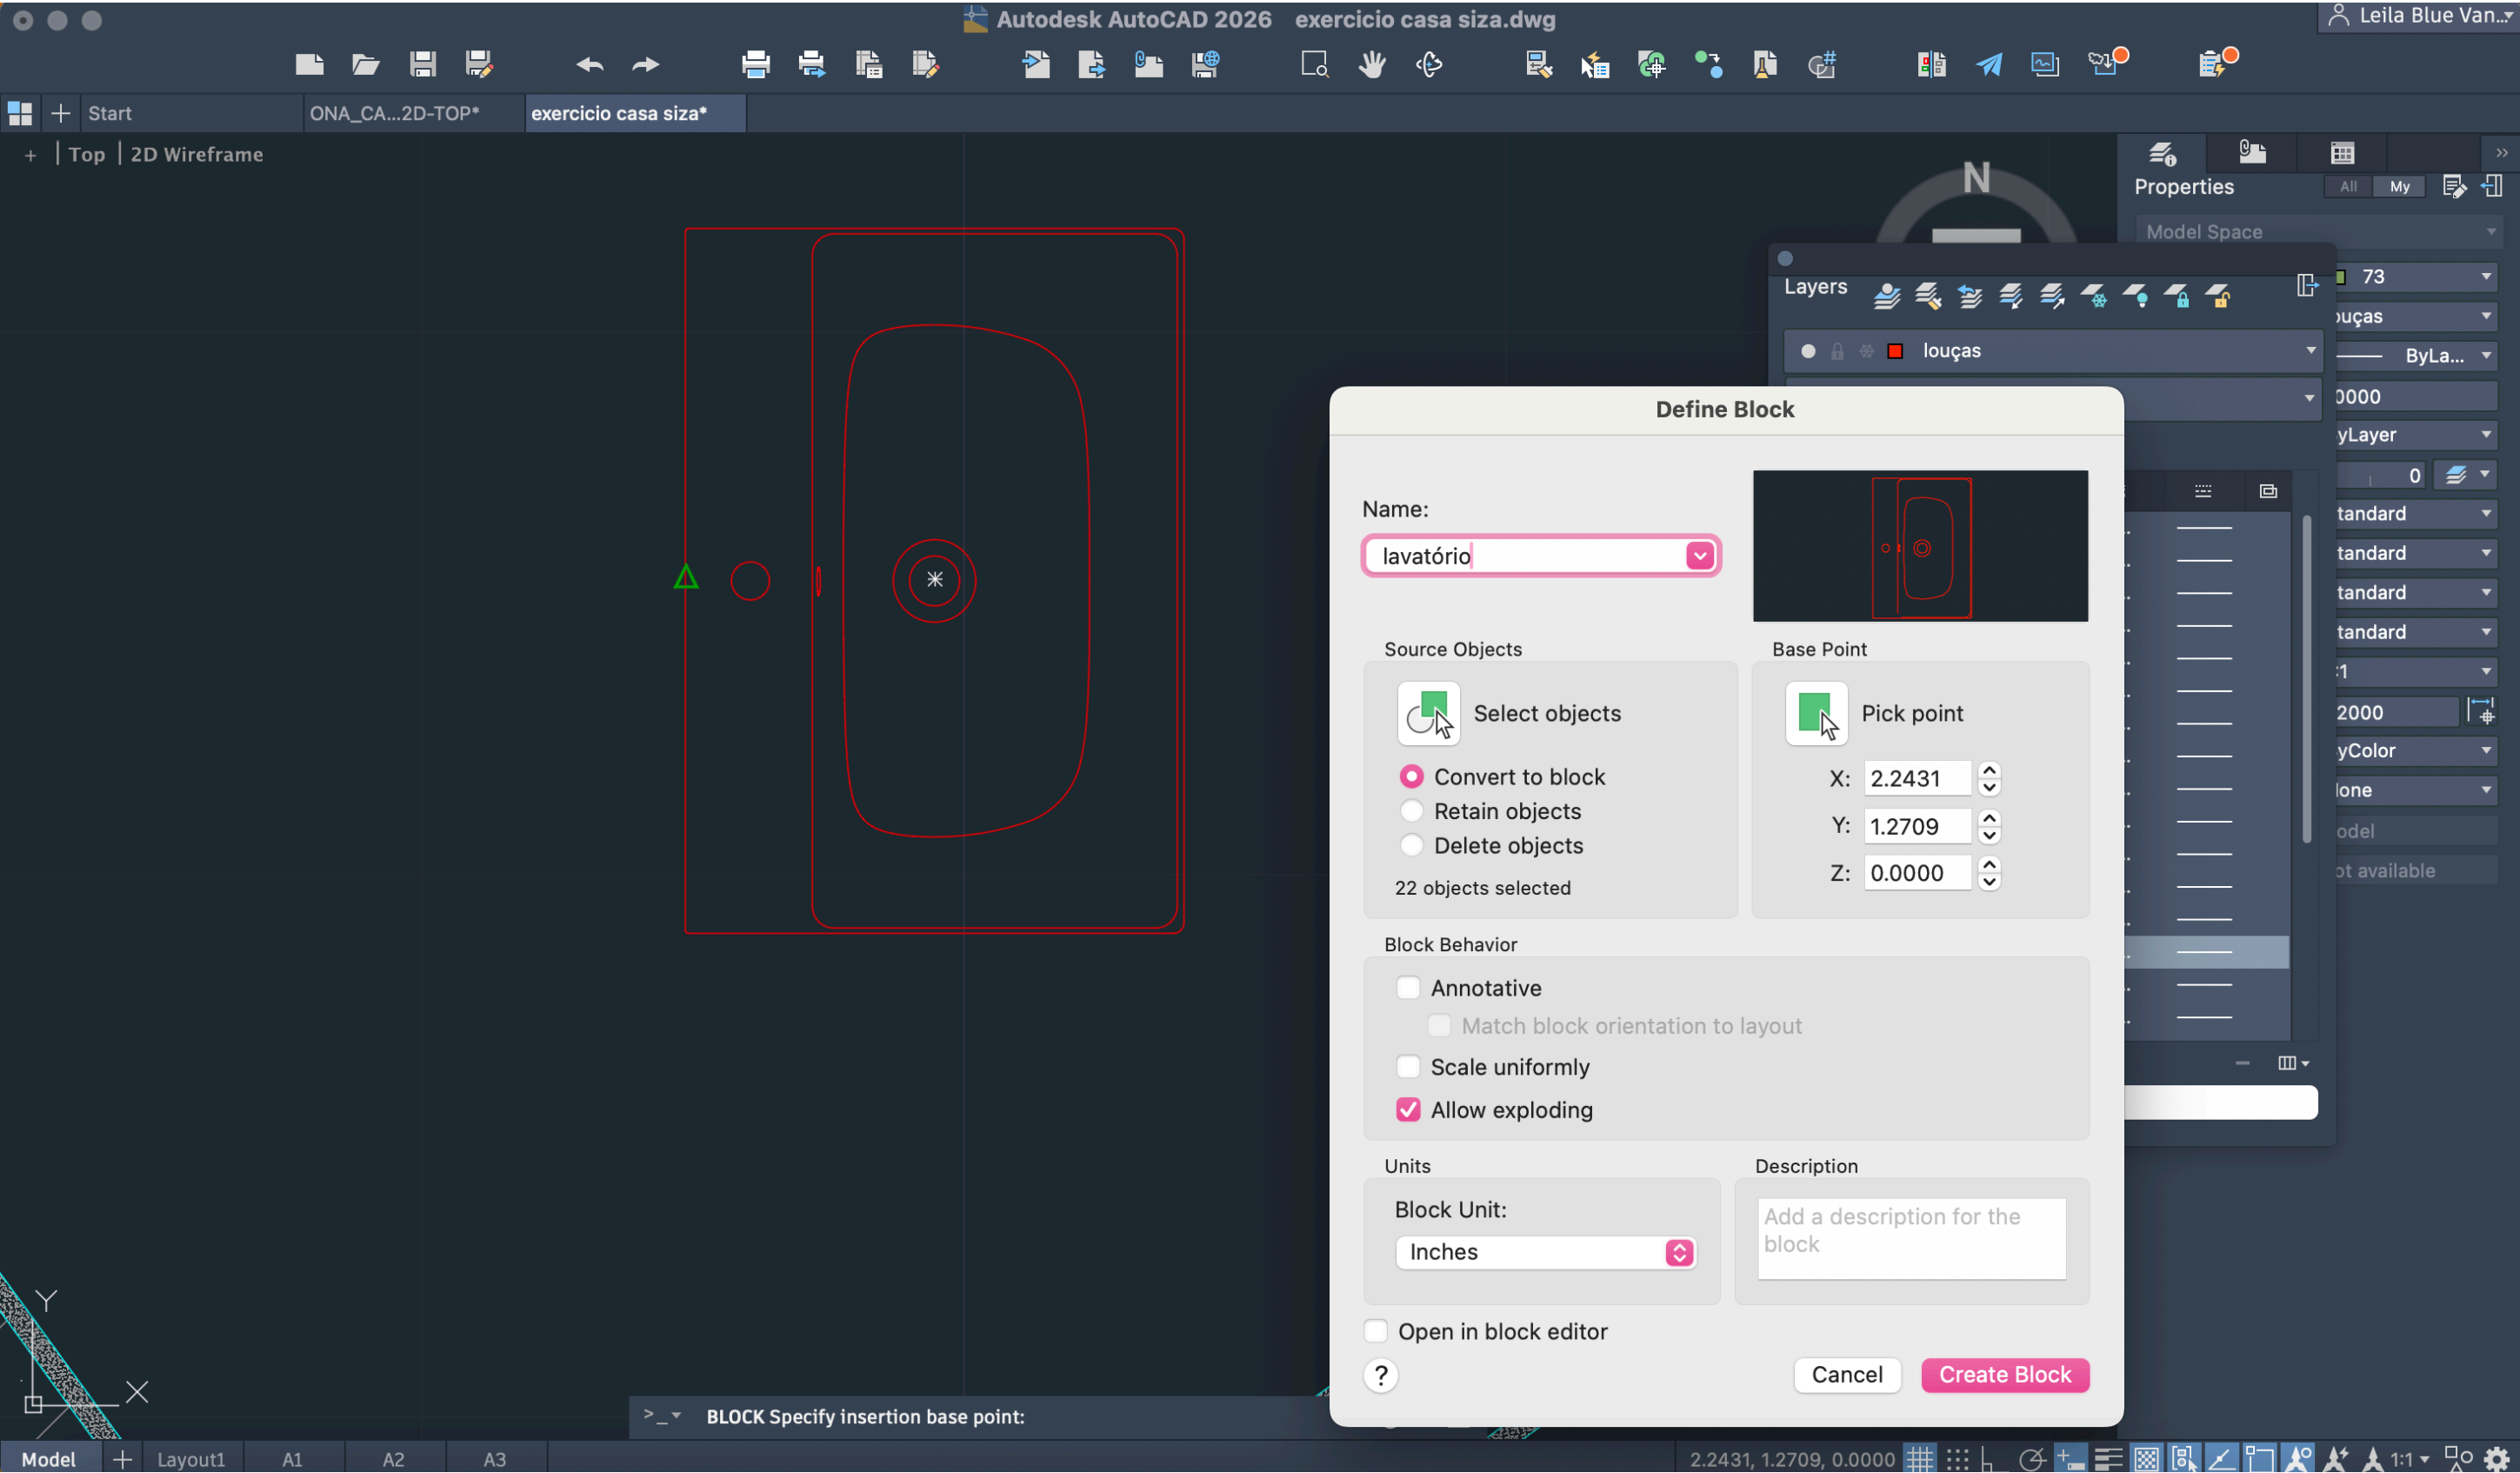 Autodesk AutoCAD 2026 exercicio casa siza.dwg
Leila Blue Van...
Start
ONA_CA...2D-TOP*
exercicio casa siza*
+ | Top | 2D Wireframe
N
Properties
All
My
Model Space
73
Layers
ouças
louças
ByLa...
0000
yLayer
0
tandard
tandard
tandard
tandard
:1
2000
yColor
lone
odel
ot available
Define Block
Name:
lavatório
Source Objects
Base Point
Select objects
Pick point
Convert to block
X: 2.2431
Retain objects
Y: 1.2709
Delete objects
Z: 0.0000
22 objects selected
Block Behavior
Annotative
Match block orientation to layout
Scale uniformly
Allow exploding
Units
Description
Block Unit:
Inches
Add a description for the
block
Open in block editor
?
Cancel
Create Block
Y
X
>_ BLOCK Specify insertion base point:
Model
+
Layout1
A1
A2
A3
2.2431, 1.2709, 0.0000
1:1